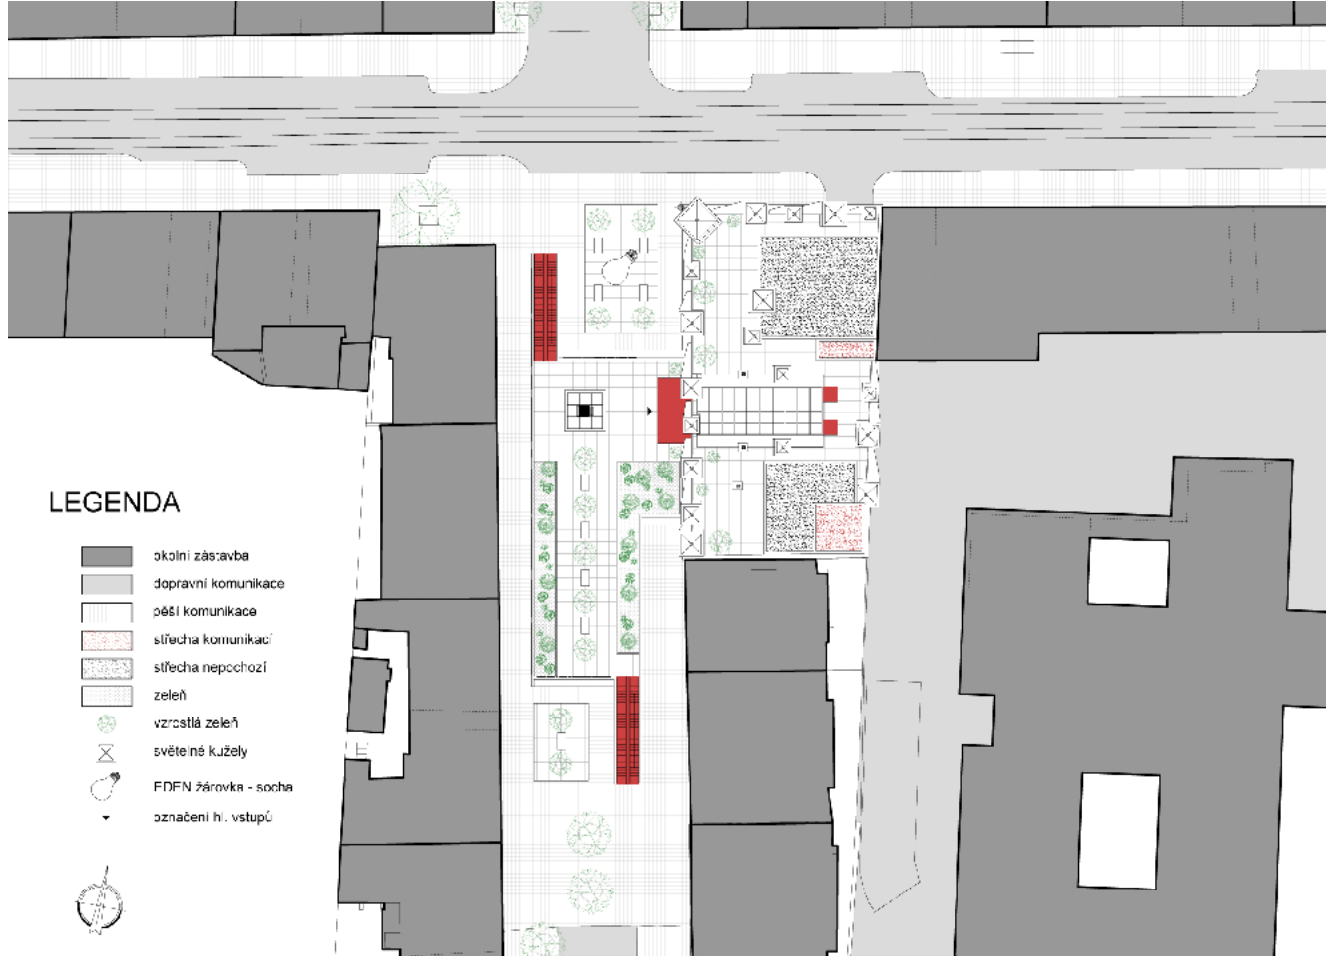 LEGENDA
okolní zástavba
dopravní komunikace
pěší komunikace
střecha komunikací
střecha nepochozí
zeleň
vzrostlá zeleň
světelné kužely
EDEN žárovka - socha
označení hl. vstupů